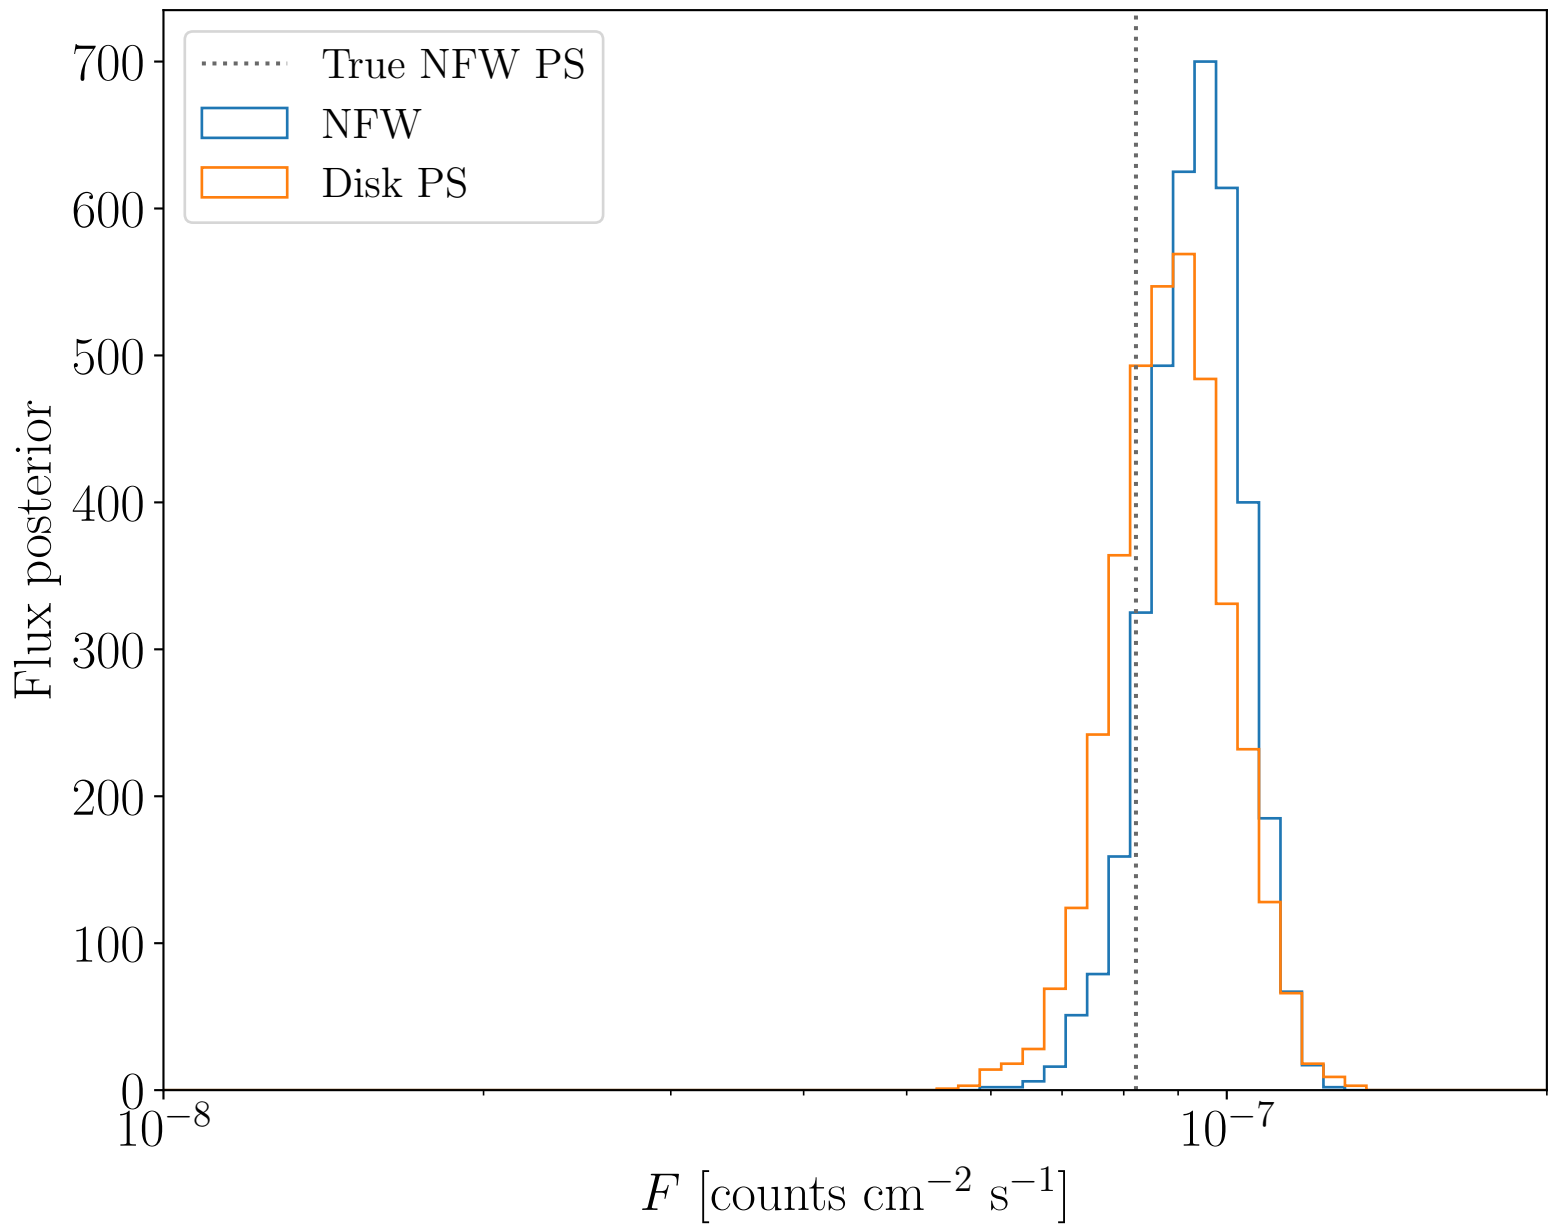 True NFW PS
NFW
Disk PS
700
600
500
400
300
200
100
0
Flux posterior
10⁻⁸
10⁻⁷
F [counts cm⁻² s⁻¹]